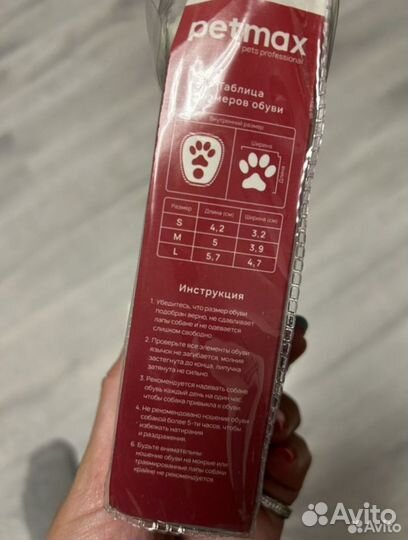 petmax
pets professional
Таблица
размеров обуви
Внутренний размер
Ширина
Длина
Размер Длина (см) Ширина (см)
S 4,2 3,2
M 5 3,9
L 5,7 4,7
Инструкция
1. Убедитесь, что размер обуви
подобран верно, не сдавливает
лапы собаке и не одевается
слишком свободно.
2. Проверьте все элементы обуви
язычок не загубается, молния
застегнута до конца, липучка
затянута не сильно.
3. Рекомендуется надевать собаке
обувь каждый день на один час,
чтобы собака привыкла к обуви.
4. Не рекомендовано ношение обуви
собакой более 5-ти часов, чтобы
избежать натирания
и раздражения.
6. Будьте внимательны
ношение обуви на мокрые или
травмированные лапы собаки
крайне не рекомендуется
Avito
Avito